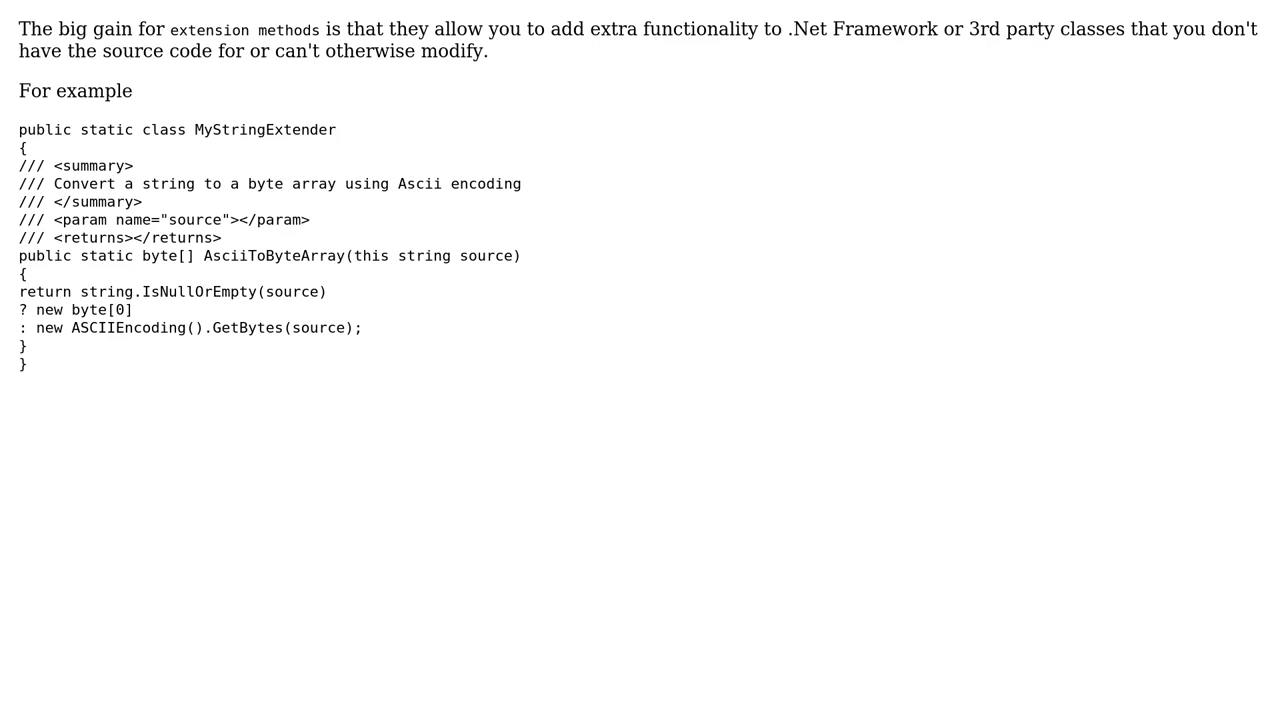 The big gain for extension methods is that they allow you to add extra functionality to .Net Framework or 3rd party classes that you don't
have the source code for or can't otherwise modify.
For example
public static class MyStringExtender
{
/// <summary>
/// Convert a string to a byte array using Ascii encoding
/// </summary>
/// <param name="source"></param>
/// <returns></returns>
public static byte[] AsciiToByteArray(this string source)
{
return string.IsNullOrEmpty(source)
? new byte[0]
: new ASCIIEncoding().GetBytes(source);
}
}